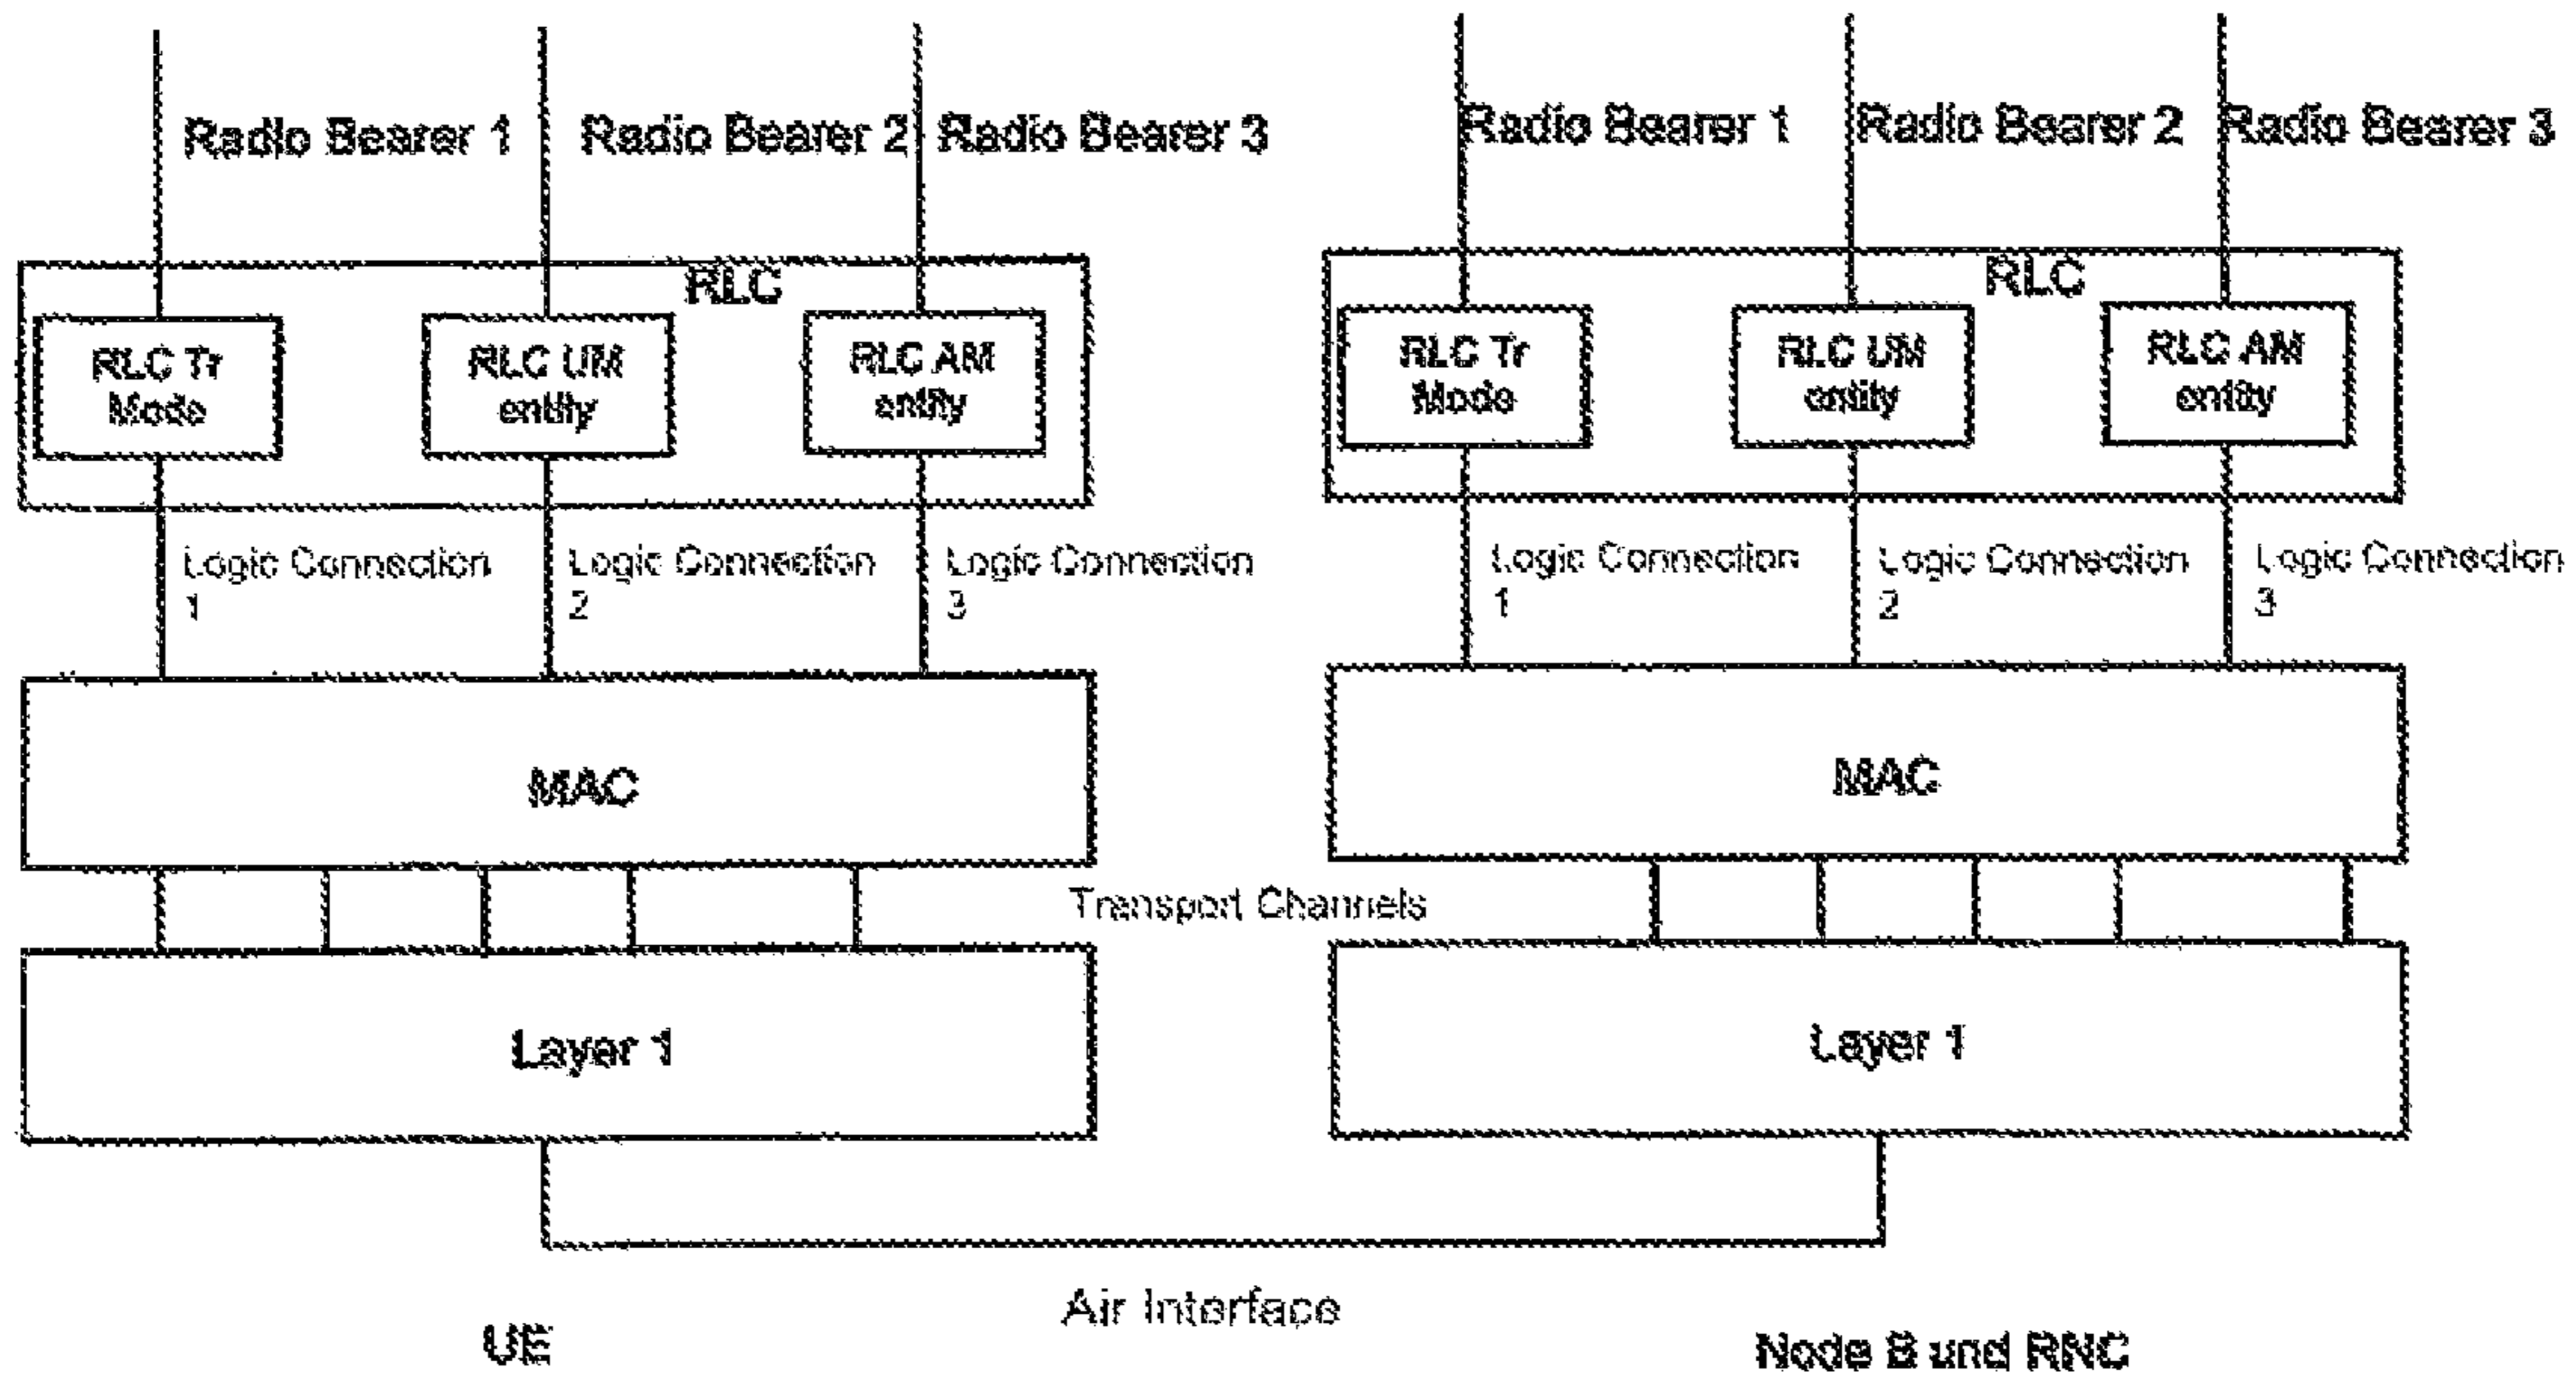 Radio Bearer 1 Radio Bearer 2 Radio Bearer 3 Radio Bearer 1 Radio Bearer 2 Radio Bearer 3
RLC RLC
RLC Tr RLC UM RLC AM RLC Tr RLC UM RLC AM
Mode entity entity Mode entity entity
Logic Connection Logic Connection Logic Connection Logic Connection Logic Connection Logic Connection
1 2 3 1 2 3
MAC MAC
Transport Channels
Layer 1 Layer 1
Air Interface
UE Node B und RNC